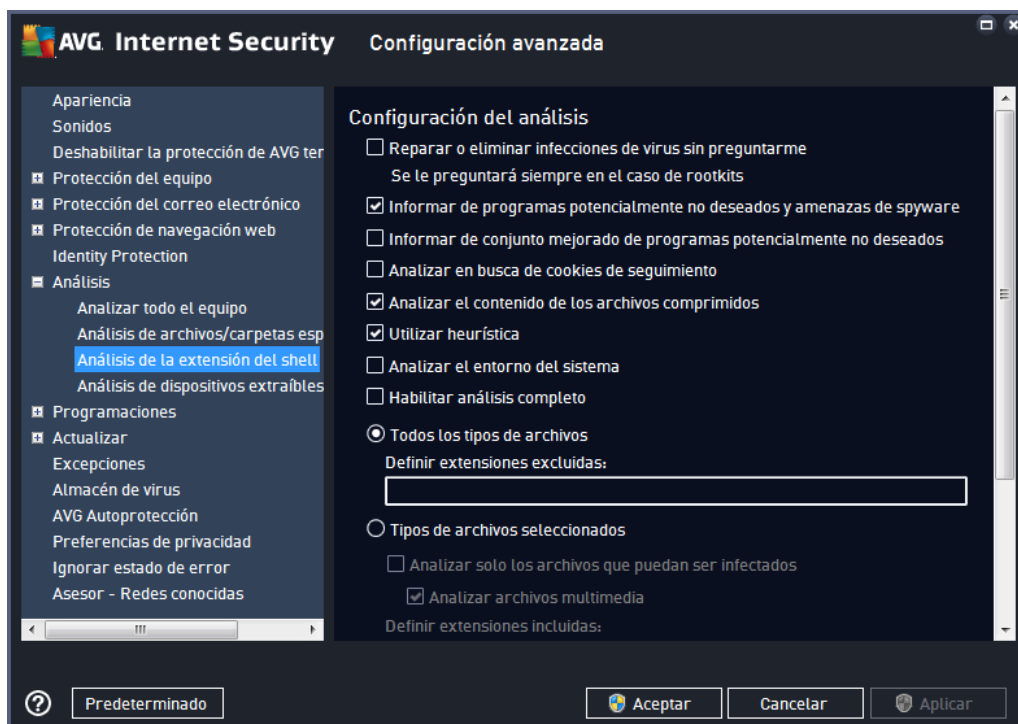 AVG. Internet Security
Configuración avanzada
Apariencia
Sonidos
Deshabilitar la protección de AVG ter
Protección del equipo
Protección del correo electrónico
Protección de navegación web
Identity Protection
Análisis
Analizar todo el equipo
Análisis de archivos/carpetas esp
Análisis de la extensión del shell
Análisis de dispositivos extraíbles
Programaciones
Actualizar
Excepciones
Almacén de virus
AVG Autoprotección
Preferencias de privacidad
Ignorar estado de error
Asesor - Redes conocidas
Configuración del análisis
Reparar o eliminar infecciones de virus sin preguntarme
Se le preguntará siempre en el caso de rootkits
Informar de programas potencialmente no deseados y amenazas de spyware
Informar de conjunto mejorado de programas potencialmente no deseados
Analizar en busca de cookies de seguimiento
Analizar el contenido de los archivos comprimidos
Utilizar heurística
Analizar el entorno del sistema
Habilitar análisis completo
Todos los tipos de archivos
Definir extensiones excluidas:
Tipos de archivos seleccionados
Analizar solo los archivos que puedan ser infectados
Analizar archivos multimedia
Definir extensiones incluidas:
?
Predeterminado
Aceptar
Cancelar
Aplicar